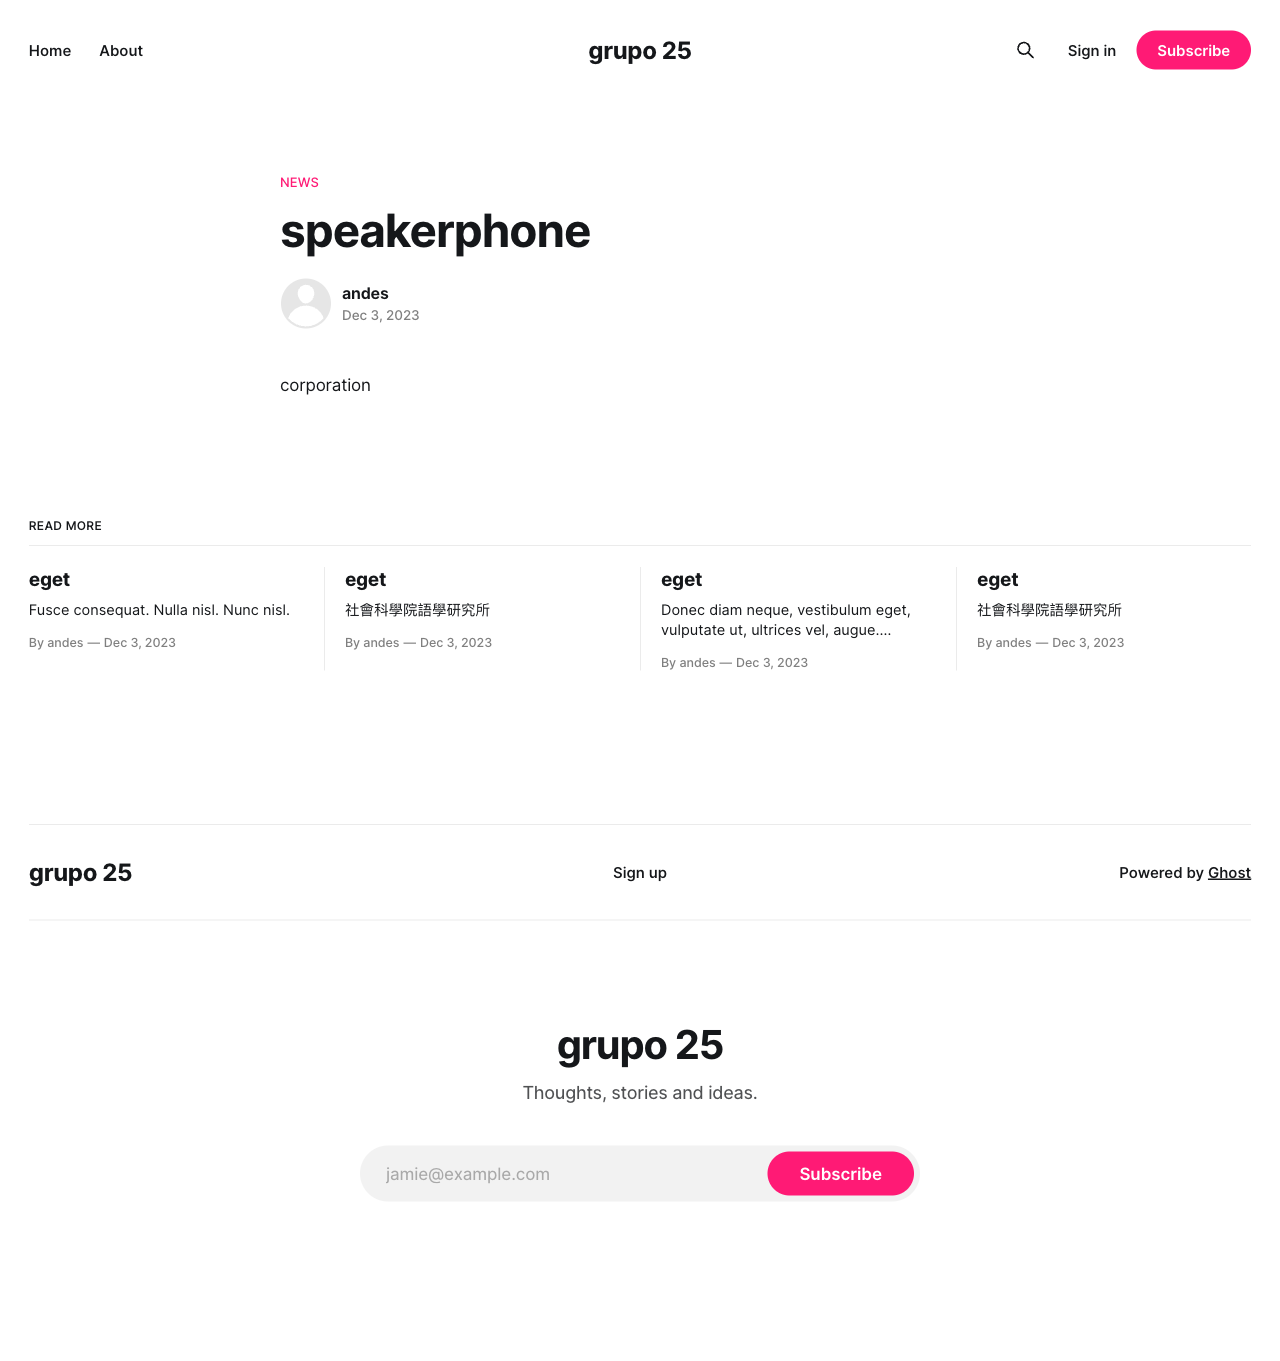 Home About grupo 25 Sign in Subscribe
NEWS
speakerphone
andes
Dec 3, 2023
corporation
READ MORE
eget
Fusce consequat. Nulla nisl. Nunc nisl.
By andes — Dec 3, 2023
eget
社會科學院語學研究所
By andes — Dec 3, 2023
eget
Donec diam neque, vestibulum eget,
vulputate ut, ultrices vel, augue....
By andes — Dec 3, 2023
eget
社會科學院語學研究所
By andes — Dec 3, 2023
grupo 25 Sign up Powered by Ghost
grupo 25
Thoughts, stories and ideas.
jamie@example.com Subscribe